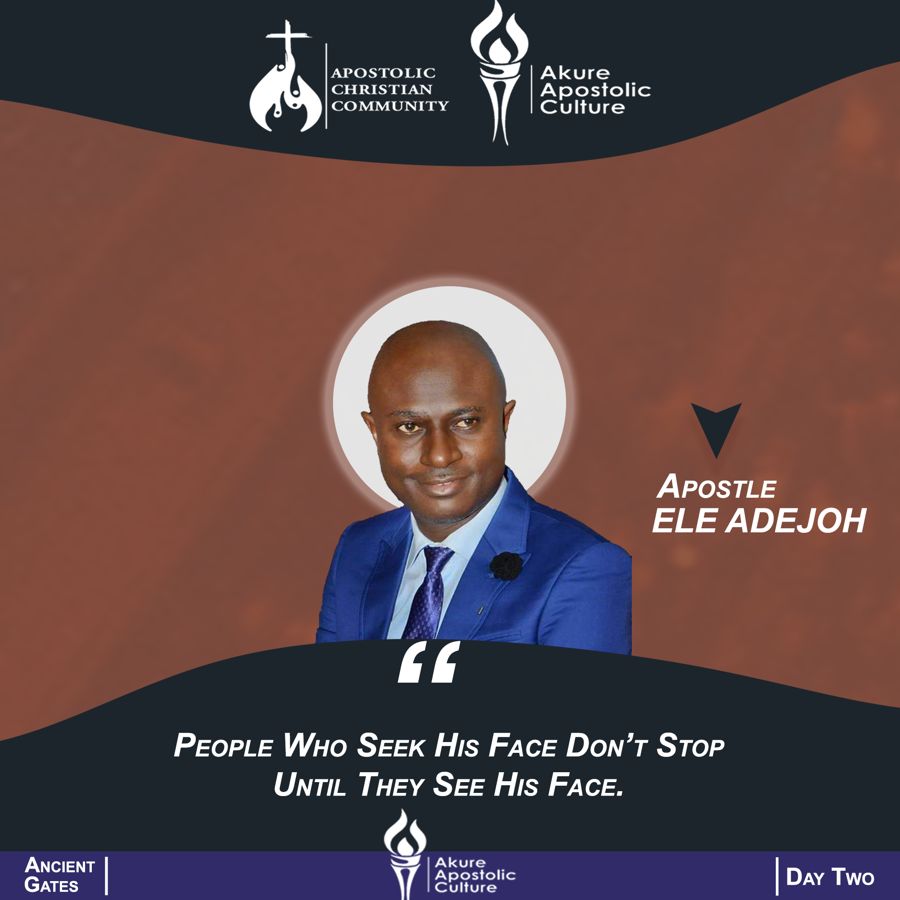 APOSTOLIC
CHRISTIAN
COMMUNITY
Akure
Apostolic
Culture
APOSTLE
ELE ADEJOH
“
PEOPLE WHO SEEK HIS FACE DON’T STOP
UNTIL THEY SEE HIS FACE.
ANCIENT
GATES
Akure
Apostolic
Culture
DAY TWO